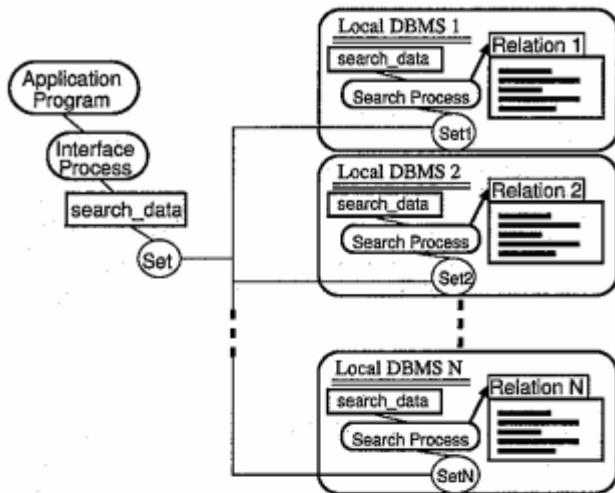 Application
Program
Interface
Process
search_data
Set
Local DBMS 1
search_data
Search Process
Set1
Relation 1
Local DBMS 2
search_data
Search Process
Set2
Relation 2
Local DBMS N
search_data
Search Process
SetN
Relation N